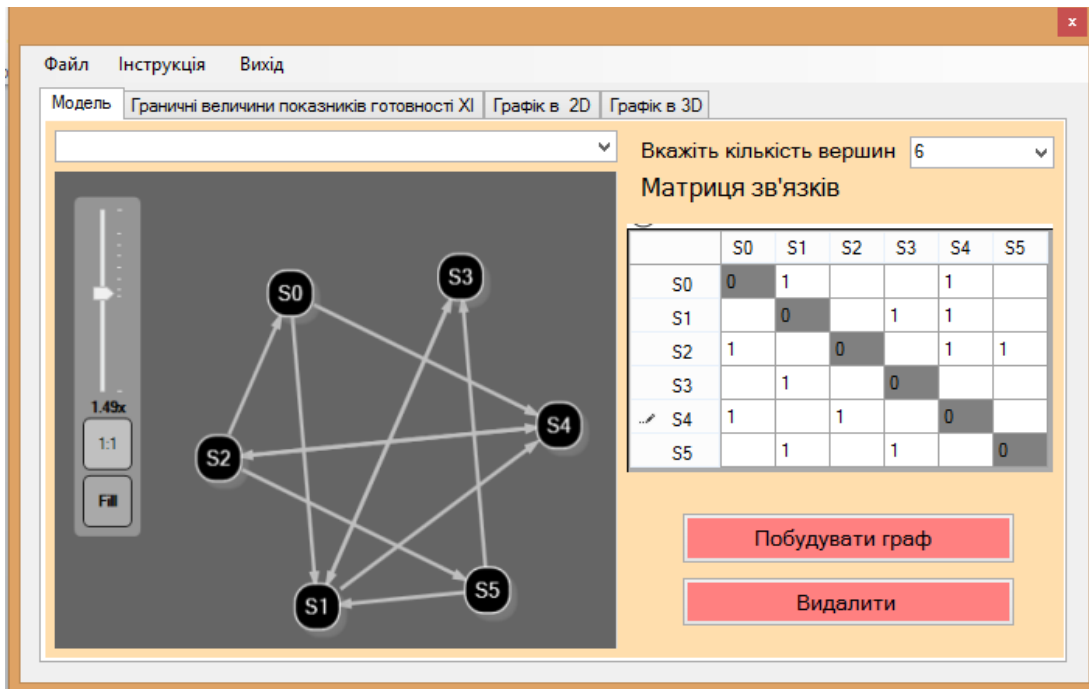 x
Файл Інструкція Вихід
Модель Граничні величини показників готовності XI Графік в 2D Графік в 3D
Вкажіть кількість вершин 6
Матриця зв'язків
S0 S1 S2 S3 S4 S5
S0 0 1 1
S1 0 1 1
S2 1 0 1 1
S3 1 0
S4 1 1 0
S5 1 1 0
S3
S0
1.49x
S4
1:1
S2
Fill
S5
S1
Побудувати граф
Видалити